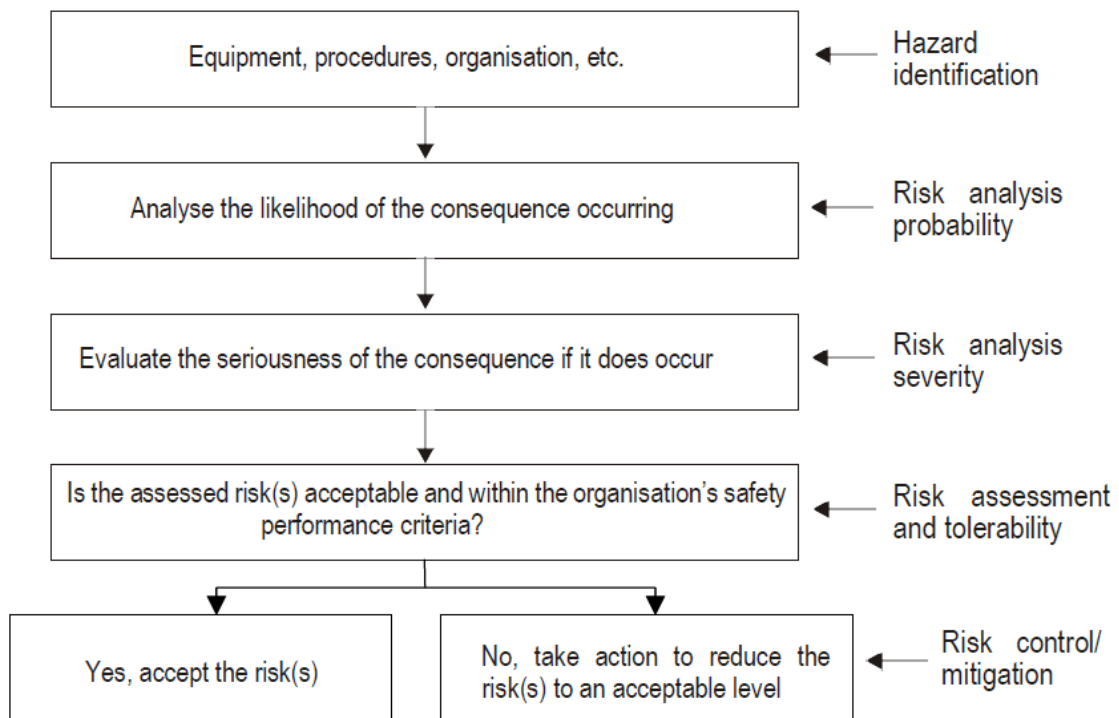 Equipment, procedures, organisation, etc.
Hazard
identification
Analyse the likelihood of the consequence occurring
Risk analysis
probability
Evaluate the seriousness of the consequence if it does occur
Risk analysis
severity
Is the assessed risk(s) acceptable and within the organisation’s safety
performance criteria?
Risk assessment
and tolerability
Yes, accept the risk(s)
No, take action to reduce the
risk(s) to an acceptable level
Risk control/
mitigation